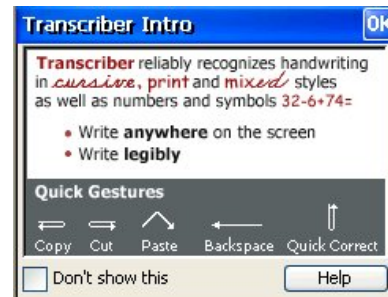 Transcriber Intro OK
Transcriber reliably recognizes handwriting
in cursive, print and mixed styles
as well as numbers and symbols 32-6+74=
• Write anywhere on the screen
• Write legibly
Quick Gestures
Copy Cut Paste Backspace Quick Correct
Don't show this Help